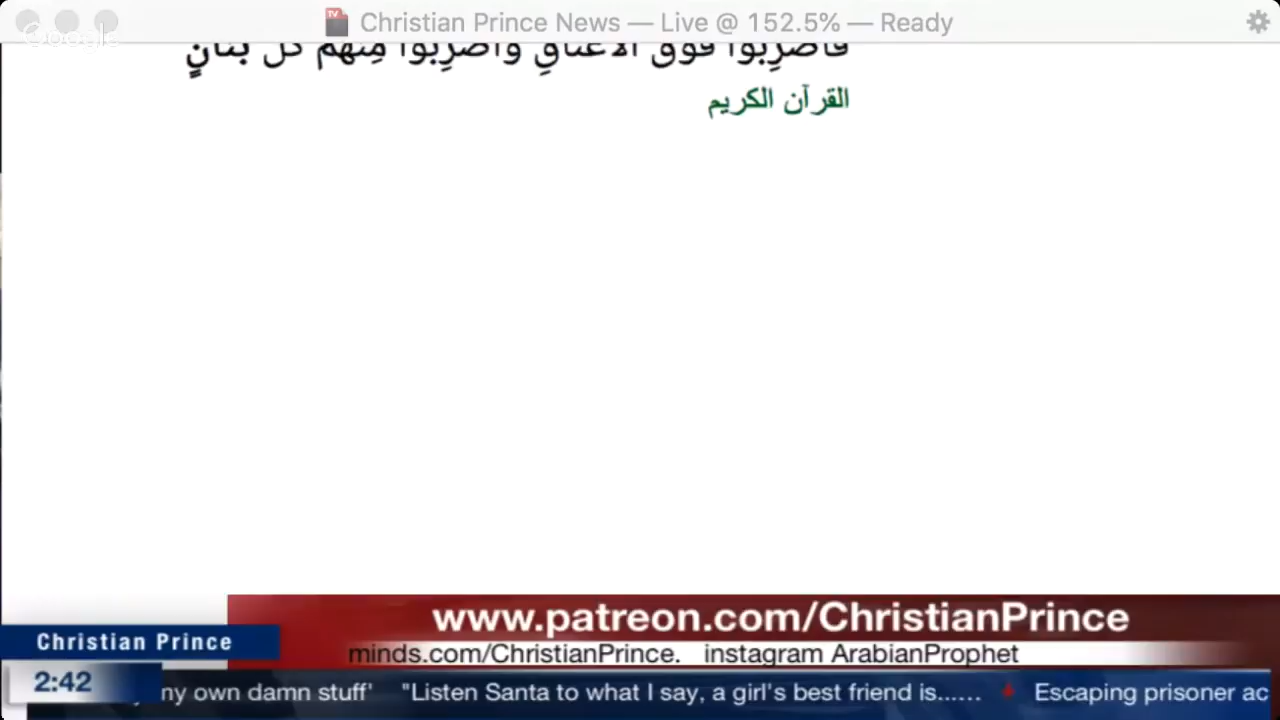 Google
Christian Prince News — Live @ 152.5% — Ready
فَاضْرِبُوا فَوْقَ الْأَعْنَاقِ وَاضْرِبُوا مِنْهُمْ كُلَّ بَنَانٍ
القرآن الكريم
www.patreon.com/ChristianPrince
Christian Prince
minds.com/ChristianPrince. instagram ArabianProphet
2:42
my own damn stuff' "Listen Santa to what I say, a girl's best friend is...... Escaping prisoner ac